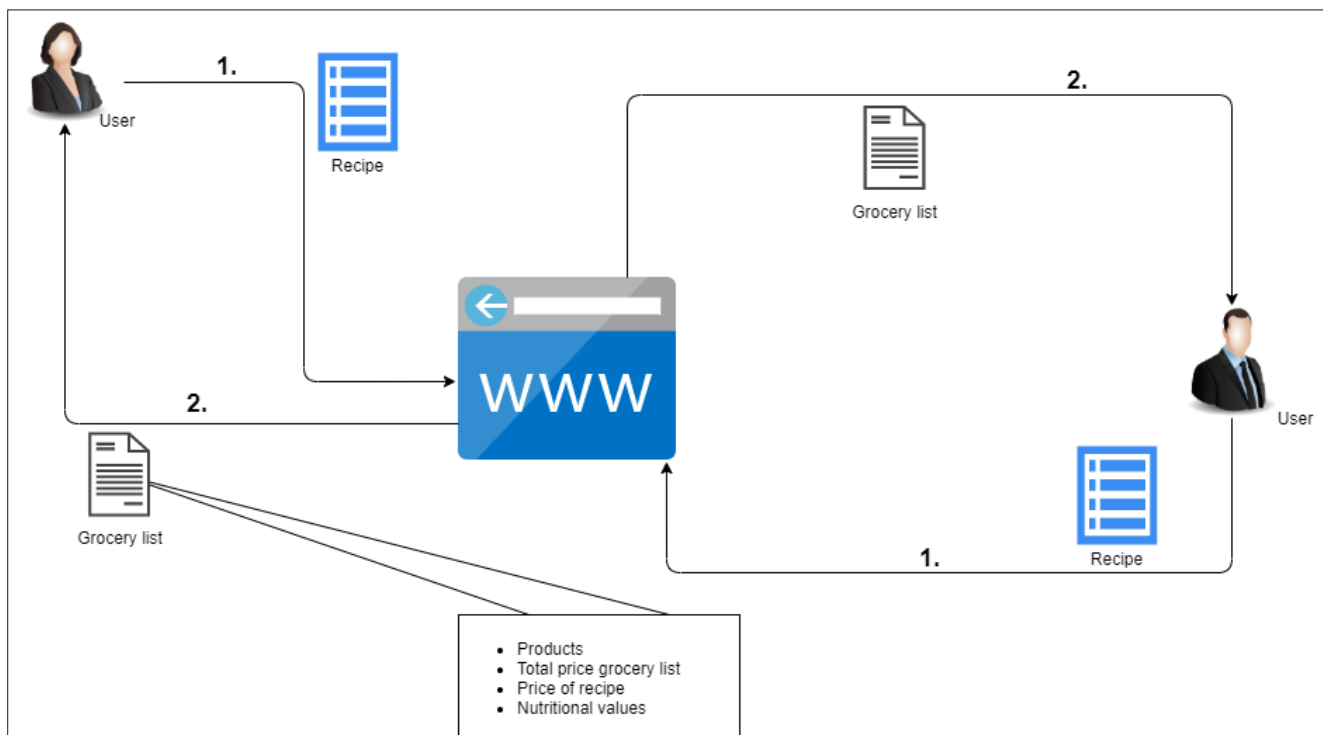 1.
User
Recipe
2.
Grocery list
www
2.
User
Grocery list
1.
Recipe
• Products
• Total price grocery list
• Price of recipe
• Nutritional values